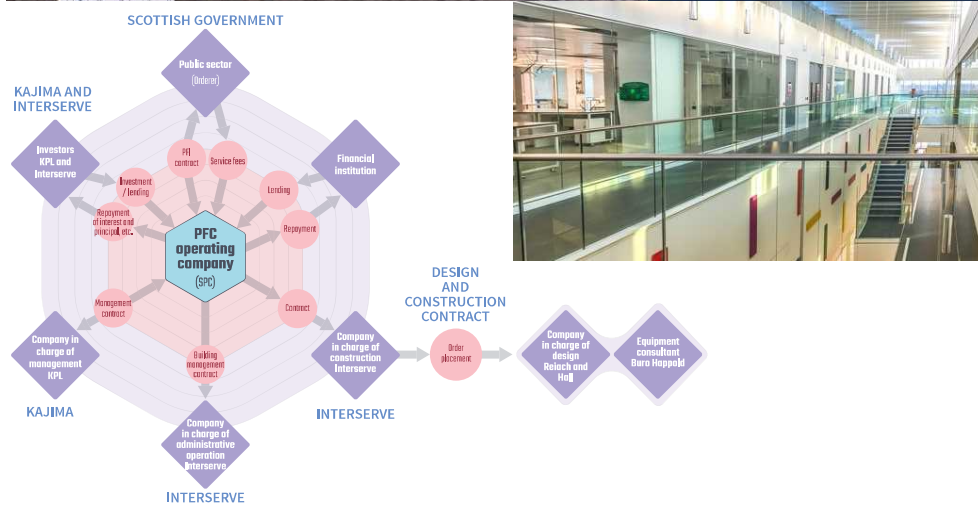 SCOTTISH GOVERNMENT
Public sector
(Orderer)
KAJIMA AND
INTERSERVE
Investors
KPL and
Interserve
Financial
institution
PFI
contract
Service fees
Investment
/ lending
Lending
Repayment
of interest and
principal, etc.
Repayment
PFC
operating
company
(SPC)
Management
contract
Contract
DESIGN
AND
CONSTRUCTION
CONTRACT
Company in
charge of
management
KPL
KAJIMA
Building
management
contract
Company
in charge of
construction
Interserve
INTERSERVE
Order
placement
Company
in charge of
design
Reiach and
Hall
Equipment
consultant
Buro Happald
Company
in charge of
administrative
operation
Interserve
INTERSERVE